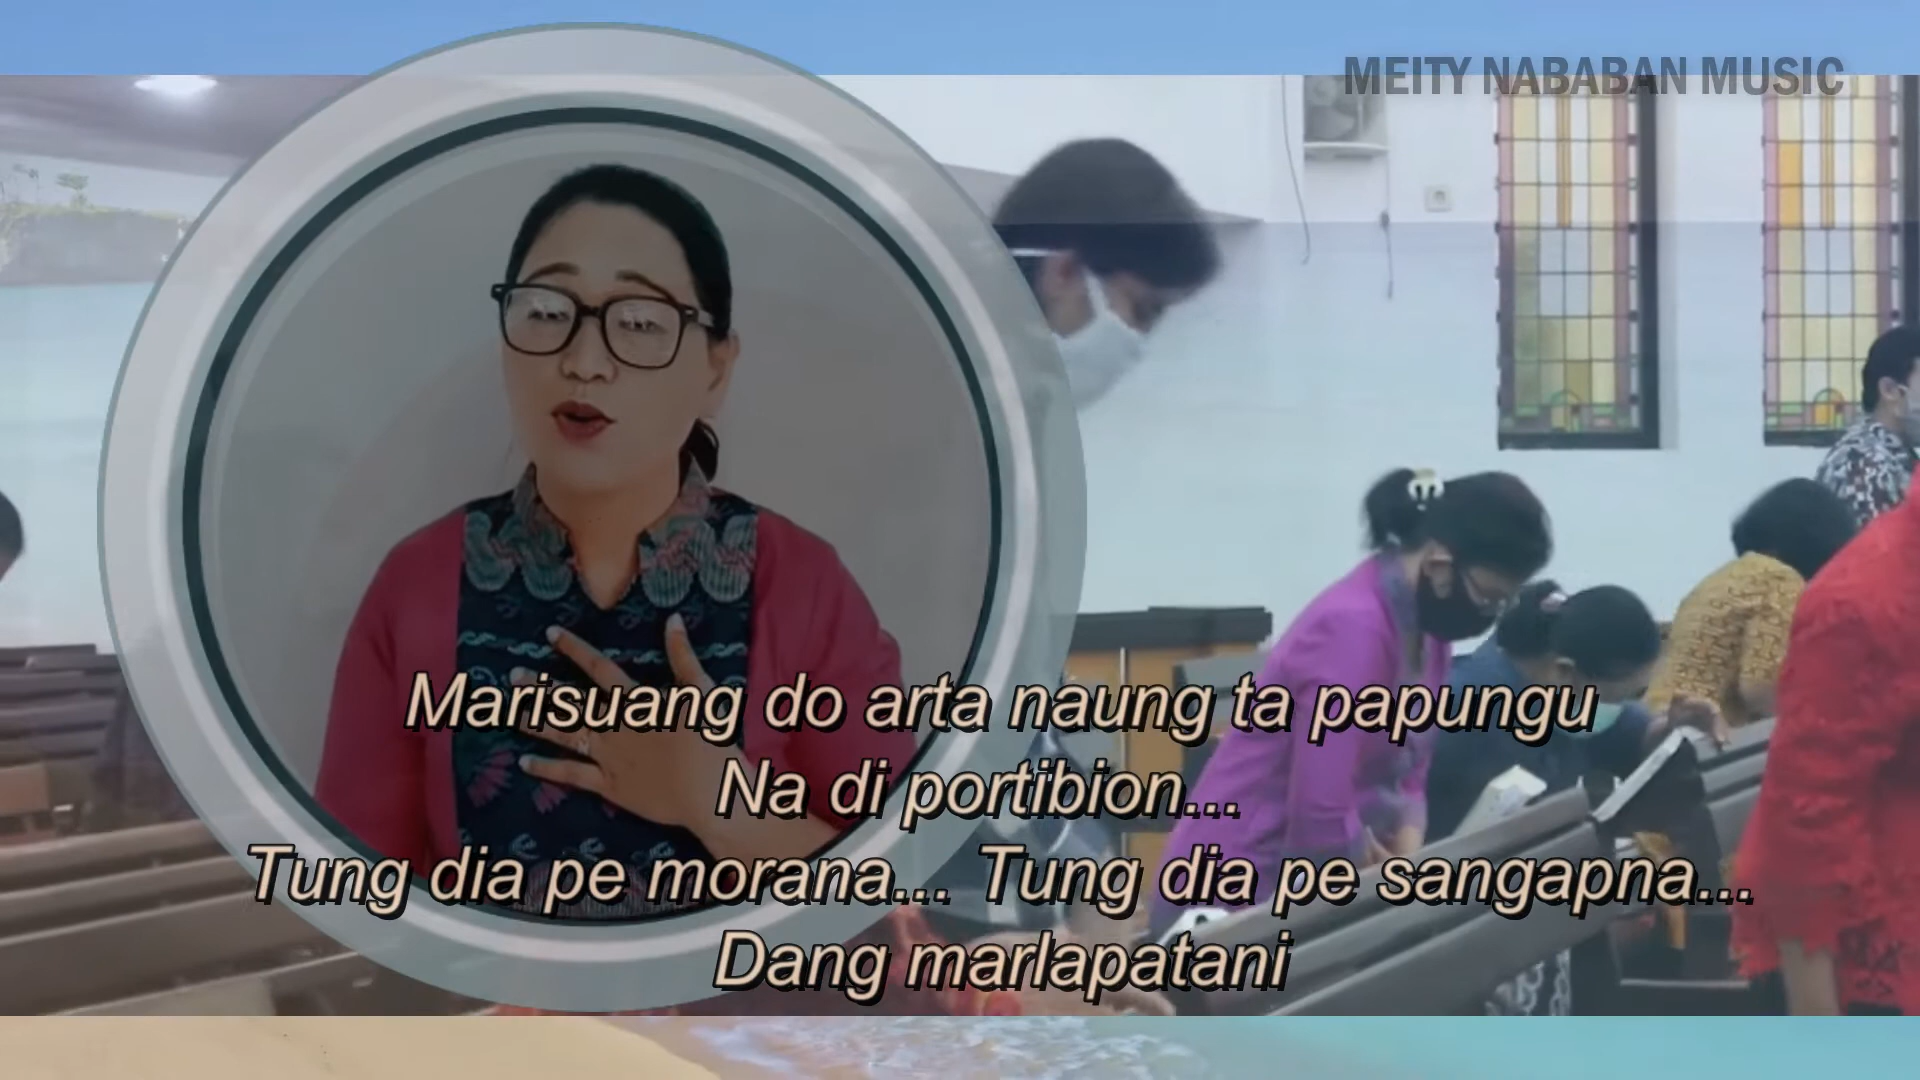 MEITY NABABAN MUSIC
Marisuang do arta naung ta papungu
Na di portibion...
Tung dia pe morana... Tung dia pe sangapna...
Dang marlapatani